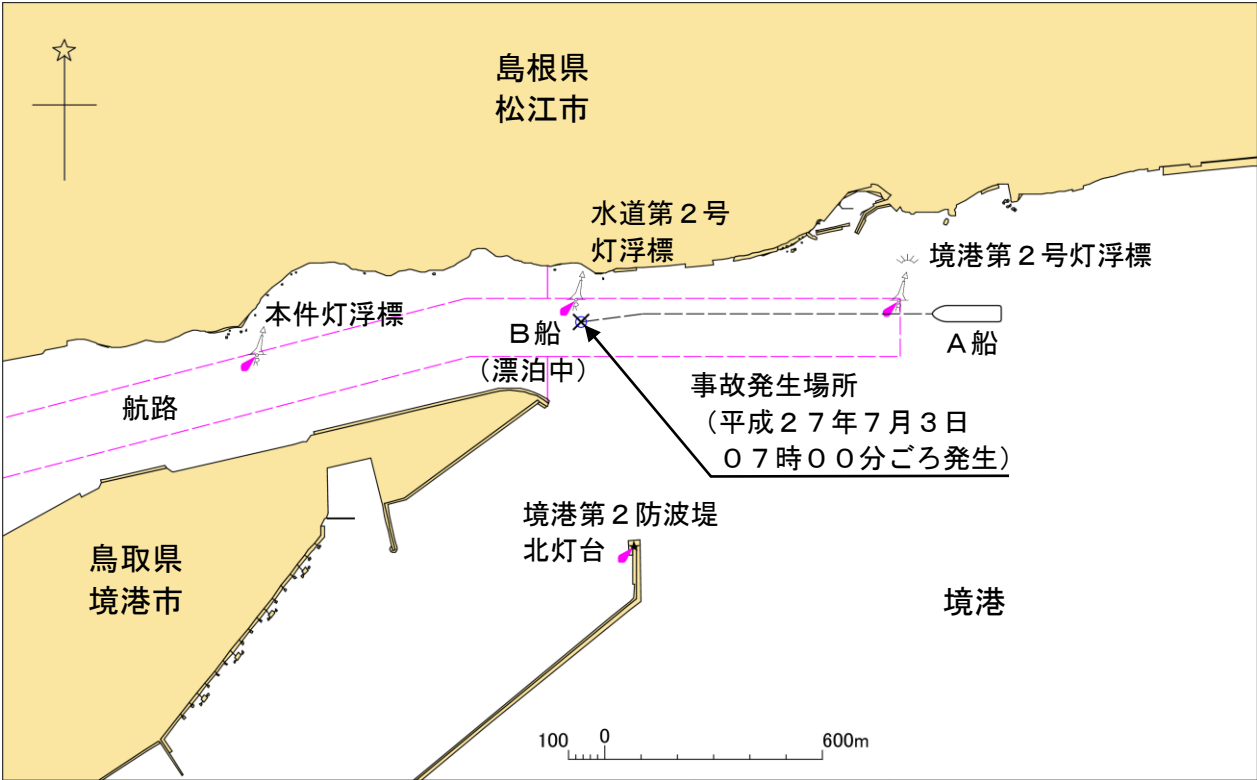 島根県
松江市
水道第２号
灯浮標
境港第２号灯浮標
本件灯浮標
Ｂ船
（漂泊中）
Ａ船
航路
事故発生場所
（平成２７年７月３日
０７時００分ごろ発生）
境港第２防波堤
北灯台
鳥取県
境港市
境港
100 0 600m